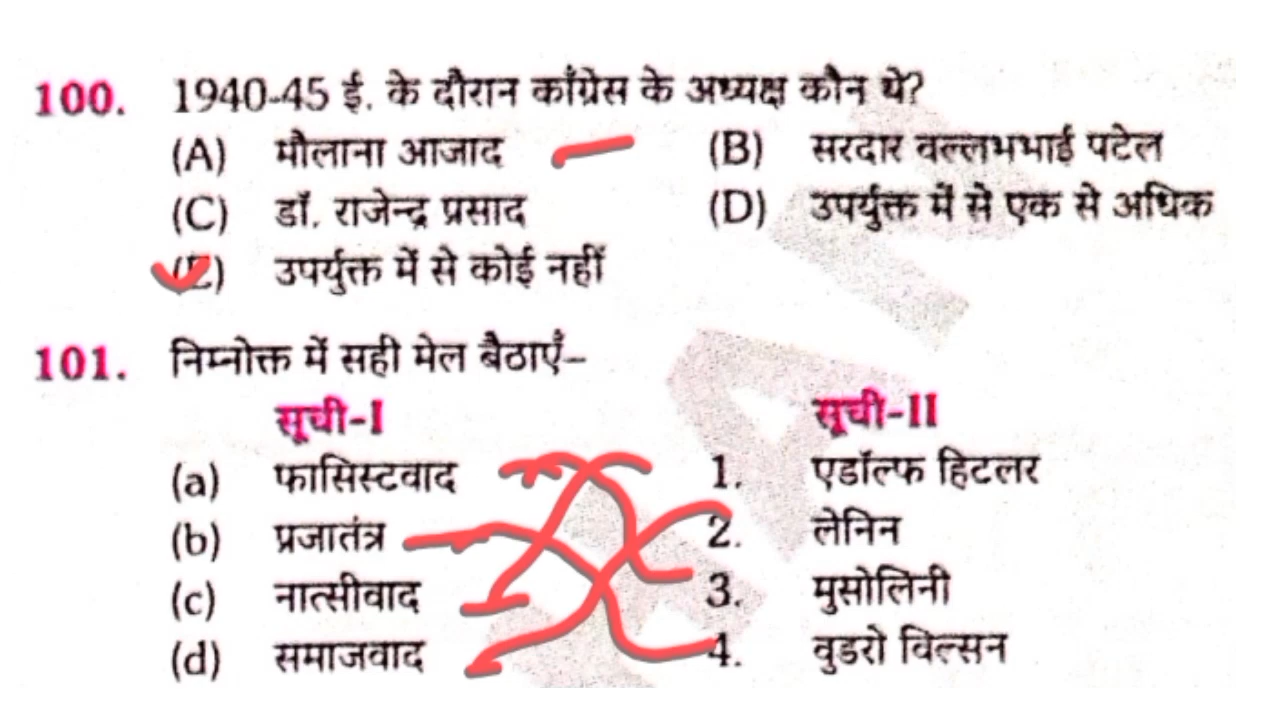 100. 1940-45 ई. के दौरान काँग्रेस के अध्यक्ष कौन थे?
(A) मौलाना आजाद (B) सरदार वल्लभभाई पटेल
(C) डॉ. राजेन्द्र प्रसाद (D) उपर्युक्त में से एक से अधिक
(E) उपर्युक्त में से कोई नहीं
101. निम्नोक्त में सही मेल बैठाएँ–
सूची-I सूची-II
(a) फासिस्टवाद 1. एडॉल्फ हिटलर
(b) प्रजातंत्र 2. लेनिन
(c) नात्सीवाद 3. मुसोलिनी
(d) समाजवाद 4. वुडरो विल्सन